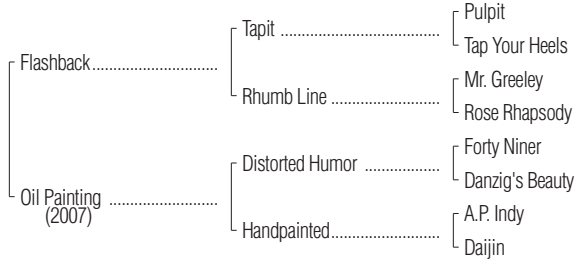 Pulpit
Tapit ..............................
Tap Your Heels
Flashback............................
Mr. Greeley
Rhumb Line ........................
Rose Rhapsody
Forty Niner
Distorted Humor .................
Danzig's Beauty
Oil Painting ........................
(2007)
A.P. Indy
Handpainted........................
Daijin